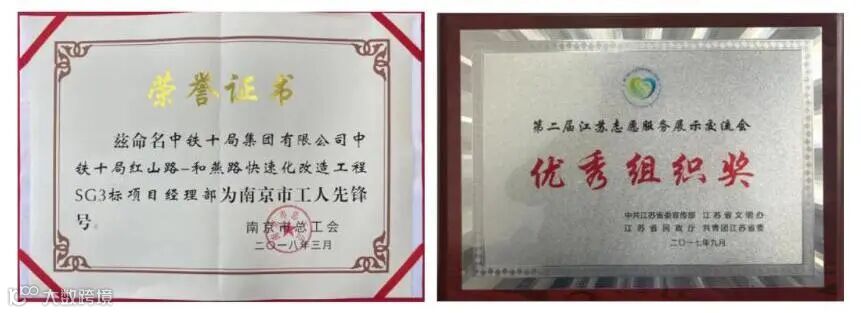 荣誉证书
兹命名中铁十局集团有限公司中
铁十局红山路-和燕路快速化改造工程
SG3标项目经理部为南京市工人先锋
号。
南京市总工会
二〇一八年三月
第二届江苏志愿服务展示交流会
优秀组织奖
中共江苏省委宣传部 江苏省文明办
江苏省民政厅 共青团江苏省委
二〇一七年九月
大数跨境